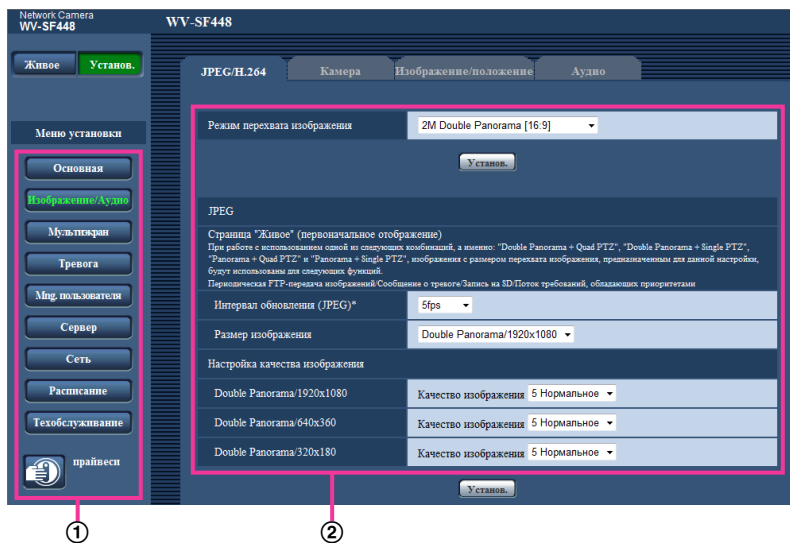 Network Camera
WV-SF448
WV-SF448
Живое
Установ.
Меню установки
Основная
Изображение/Аудио
Мультиэкран
Тревога
Mng. пользователя
Сервер
Сеть
Расписание
Техобслуживание
прайвеси
JPEG/H.264
Камера
Изображение/положение
Аудио
Режим перехвата изображения
2M Double Panorama [16:9]
Установ.
JPEG
Страница "Живое" (первоначальное отображение)
При работе с использованием одной из следующих комбинаций, а именно: "Double Panorama + Quad PTZ", "Double Panorama + Single PTZ",
"Panorama + Quad PTZ" и "Panorama + Single PTZ", изображения с размером перехвата изображения, предназначенным для данной настройки,
будут использованы для следующих функций.
Периодическая FTP-передача изображений/Сообщение о тревоге/Запись на SD/Поток требований, обладающих приоритетами
Интервал обновления (JPEG)*
5fps
Размер изображения
Double Panorama/1920x1080
Настройка качества изображения
Double Panorama/1920x1080
Качество изображения
5 Нормальное
Double Panorama/640x360
Качество изображения
5 Нормальное
Double Panorama/320x180
Качество изображения
5 Нормальное
Установ.
①
②